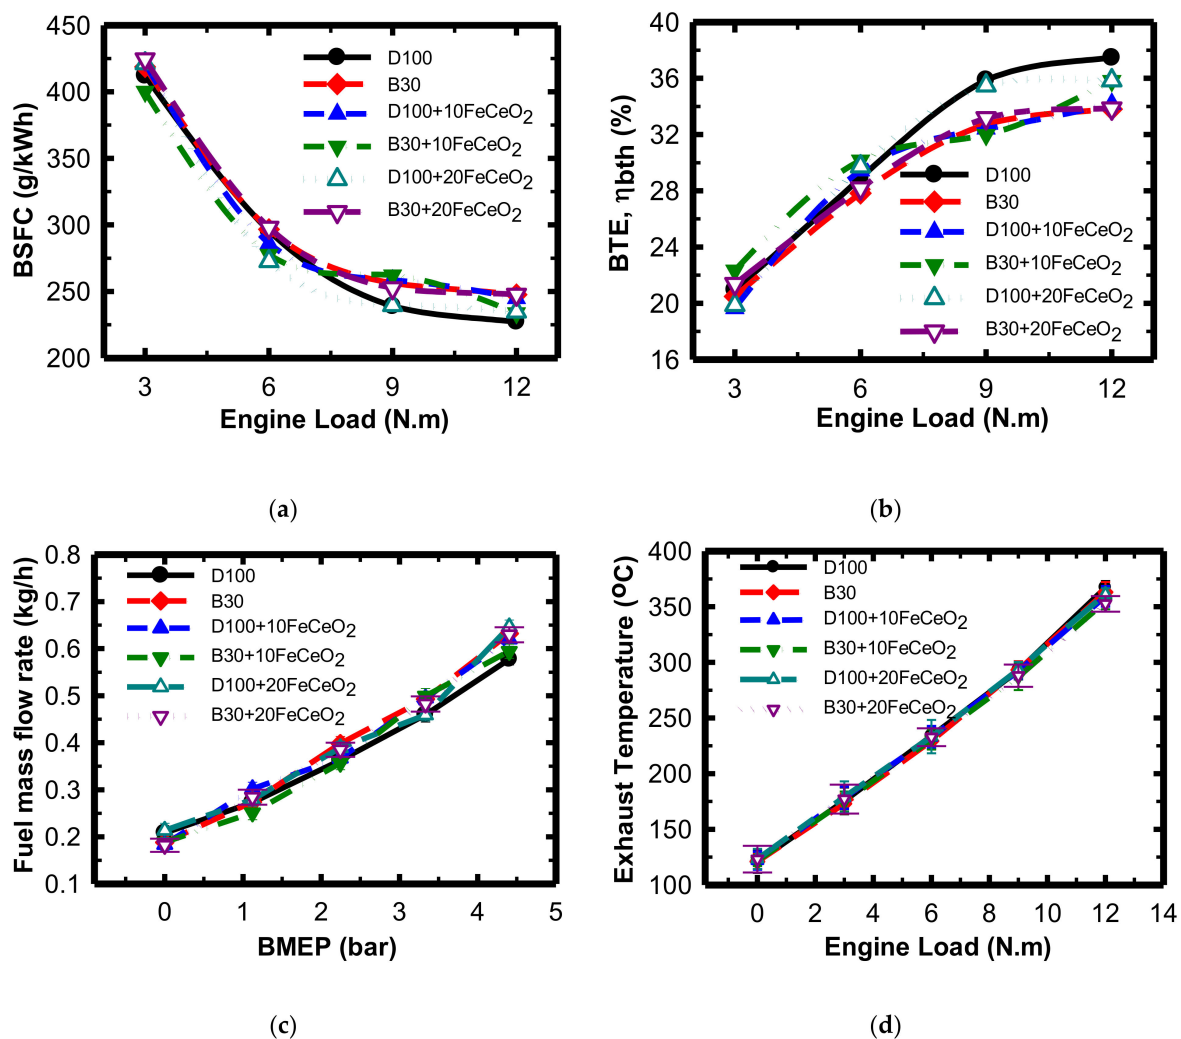 450
400
350
300
250
200
BSFC (g/kWh)
D100
B30
D100+10FeCeO2
B30+10FeCeO2
D100+20FeCeO2
B30+20FeCeO2
3 6 9 12
Engine Load (N.m)
(a)
40
36
32
28
24
20
16
BTE, ηbth (%)
D100
B30
D100+10FeCeO2
B30+10FeCeO2
D100+20FeCeO2
B30+20FeCeO2
3 6 9 12
Engine Load (N.m)
(b)
0.8
0.7
0.6
0.5
0.4
0.3
0.2
0.1
Fuel mass flow rate (kg/h)
D100
B30
D100+10FeCeO2
B30+10FeCeO2
D100+20FeCeO2
B30+20FeCeO2
0 1 2 3 4 5
BMEP (bar)
(c)
400
350
300
250
200
150
100
Exhaust Temperature (oC)
D100
B30
D100+10FeCeO2
B30+10FeCeO2
D100+20FeCeO2
B30+20FeCeO2
0 2 4 6 8 10 12 14
Engine Load (N.m)
(d)